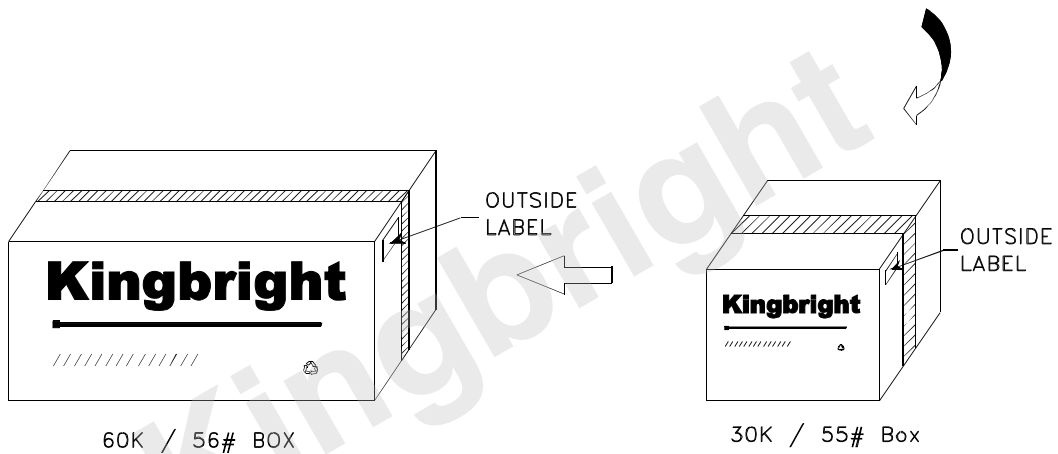 OUTSIDE
LABEL
Kingbright
60K / 56# BOX
OUTSIDE
LABEL
Kingbright
30K / 55# Box
Kingbright